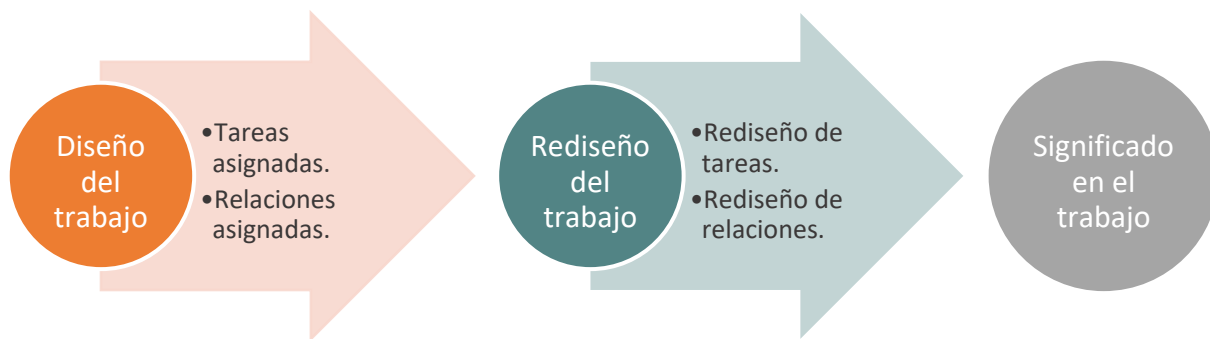 Diseño
del
trabajo
•Tareas
asignadas.
•Relaciones
asignadas.
Rediseño
del
trabajo
•Rediseño de
tareas.
•Rediseño de
relaciones.
Significado
en el
trabajo